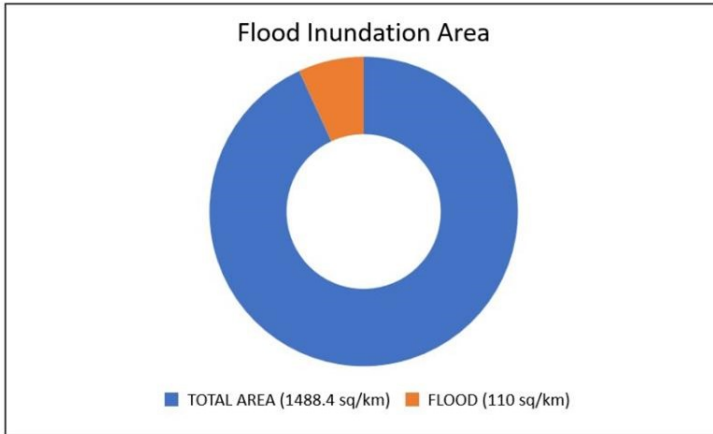 Flood Inundation Area
TOTAL AREA (1488.4 sq/km) FLOOD (110 sq/km)